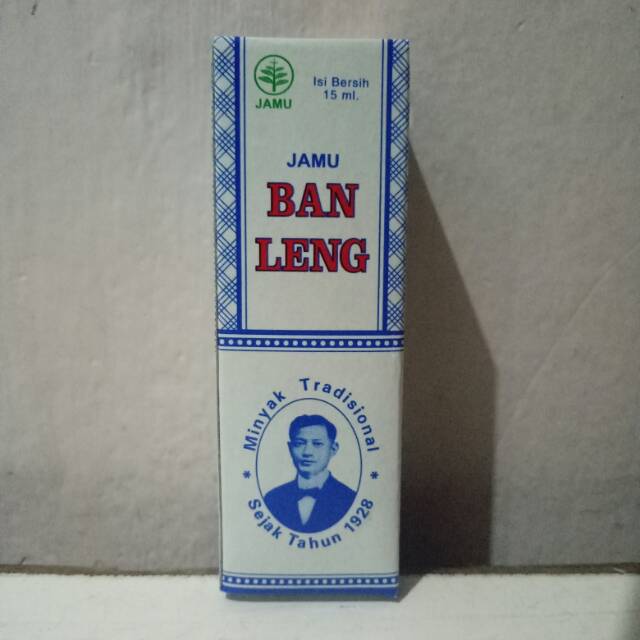 JAMU
Isi Bersih
15 ml.
JAMU
BAN
LENG
Minyak Tradisional
* Sejak Tahun 1928 *